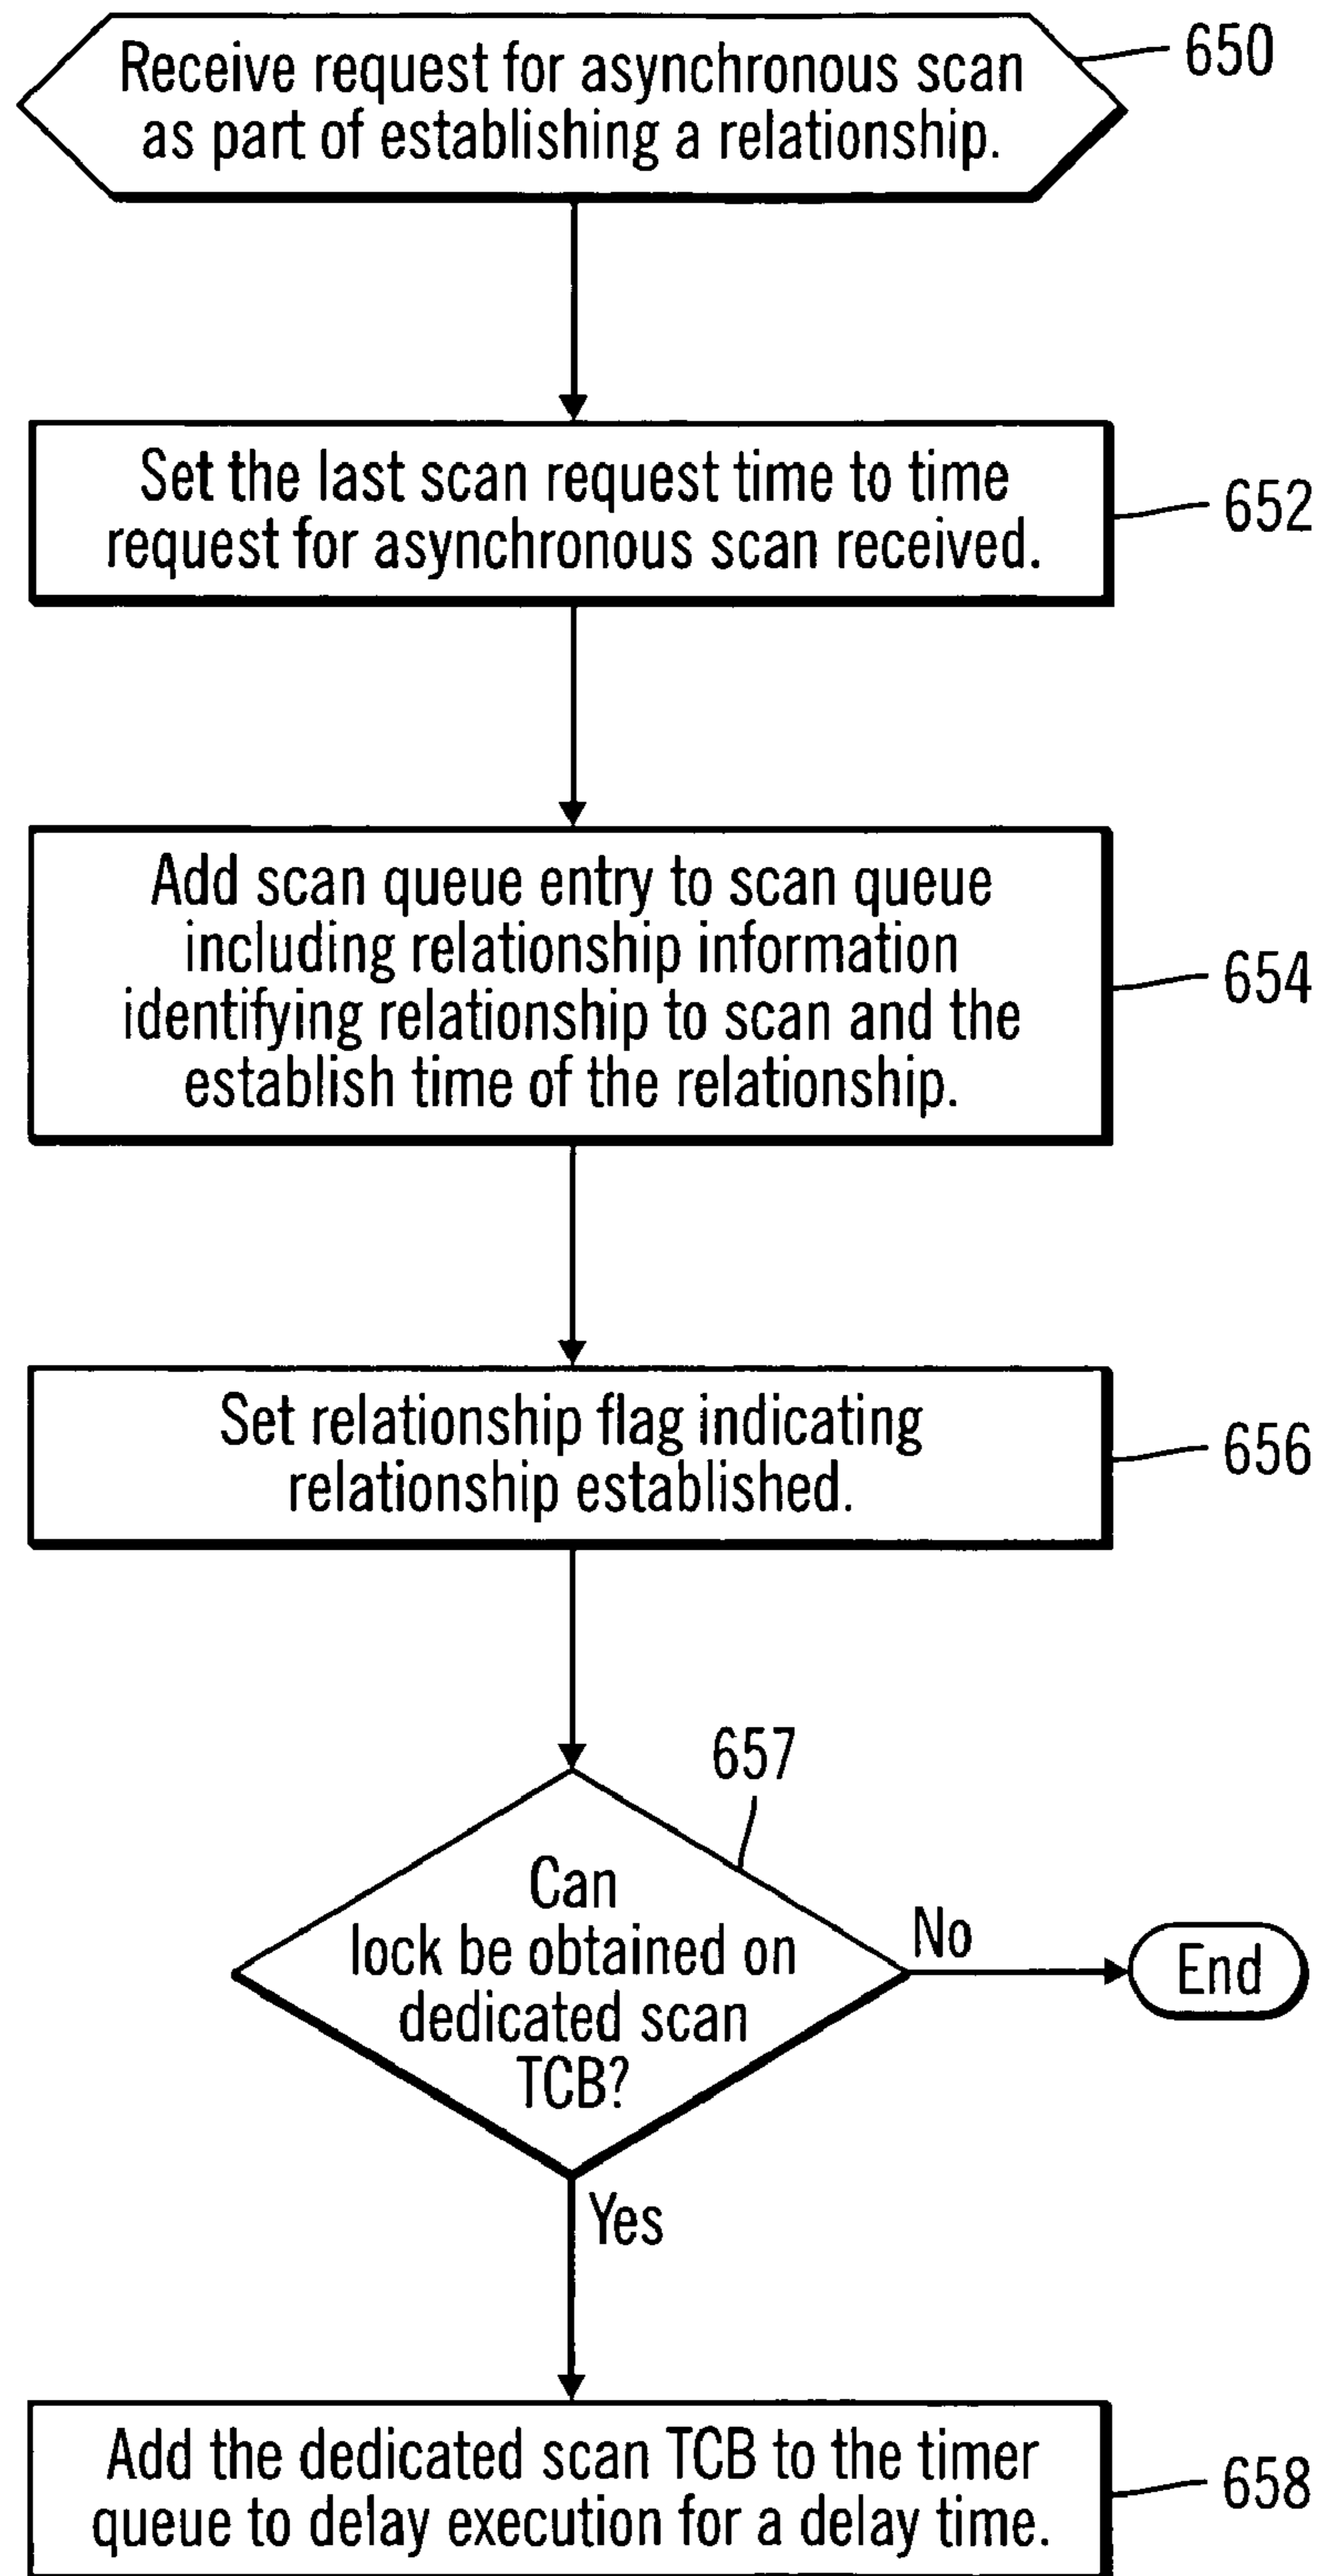 Receive request for asynchronous scan
as part of establishing a relationship.
650
Set the last scan request time to time
request for asynchronous scan received.
652
Add scan queue entry to scan queue
including relationship information
identifying relationship to scan and the
establish time of the relationship.
654
Set relationship flag indicating
relationship established.
656
657
Can
lock be obtained on
dedicated scan
TCB?
No
End
Yes
Add the dedicated scan TCB to the timer
queue to delay execution for a delay time.
658